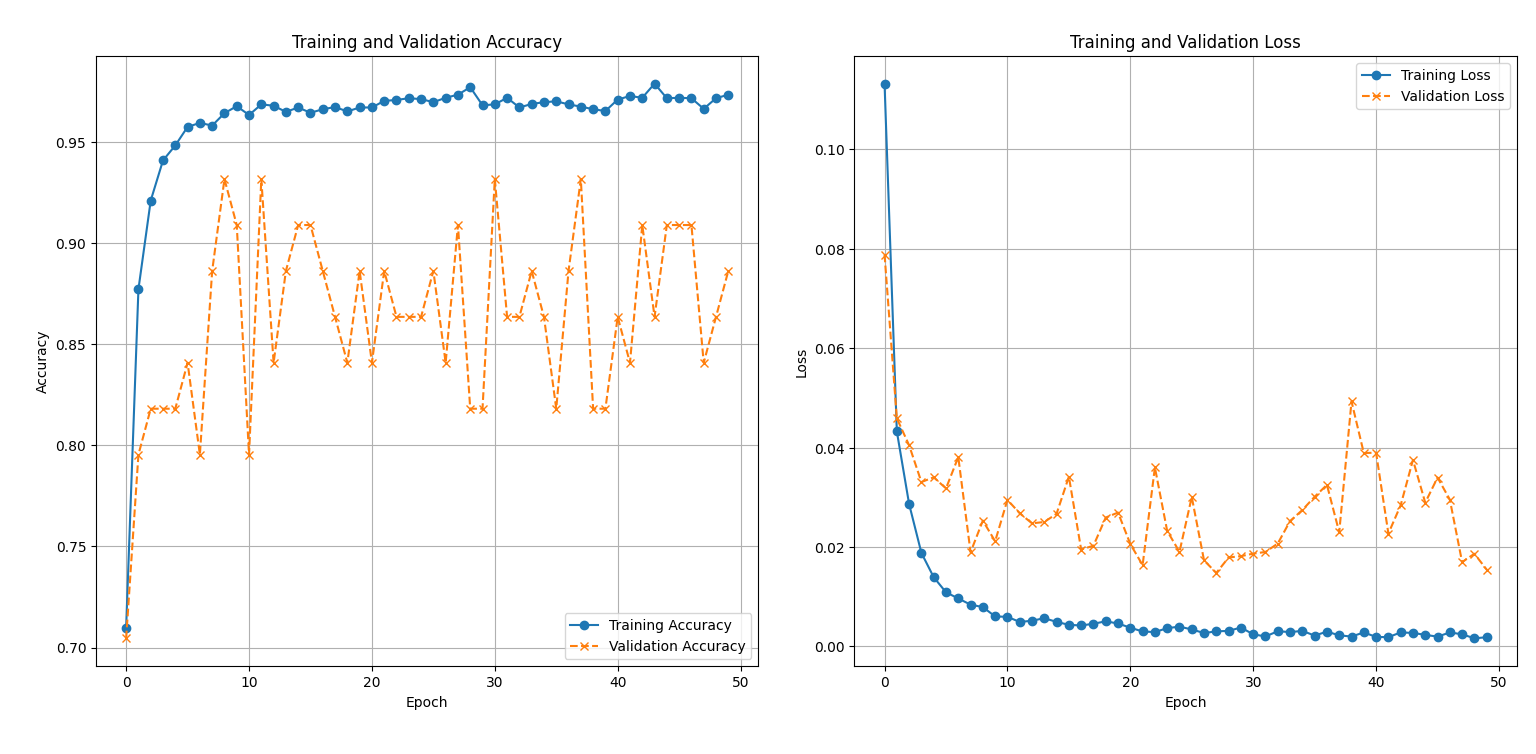 Training and Validation Accuracy
Accuracy
0.95
0.90
0.85
0.80
0.75
0.70
Training Accuracy
Validation Accuracy
0
10
20
30
40
50
Epoch
Training and Validation Loss
Loss
Training Loss
Validation Loss
0.10
0.08
0.06
0.04
0.02
0.00
0
10
20
30
40
50
Epoch